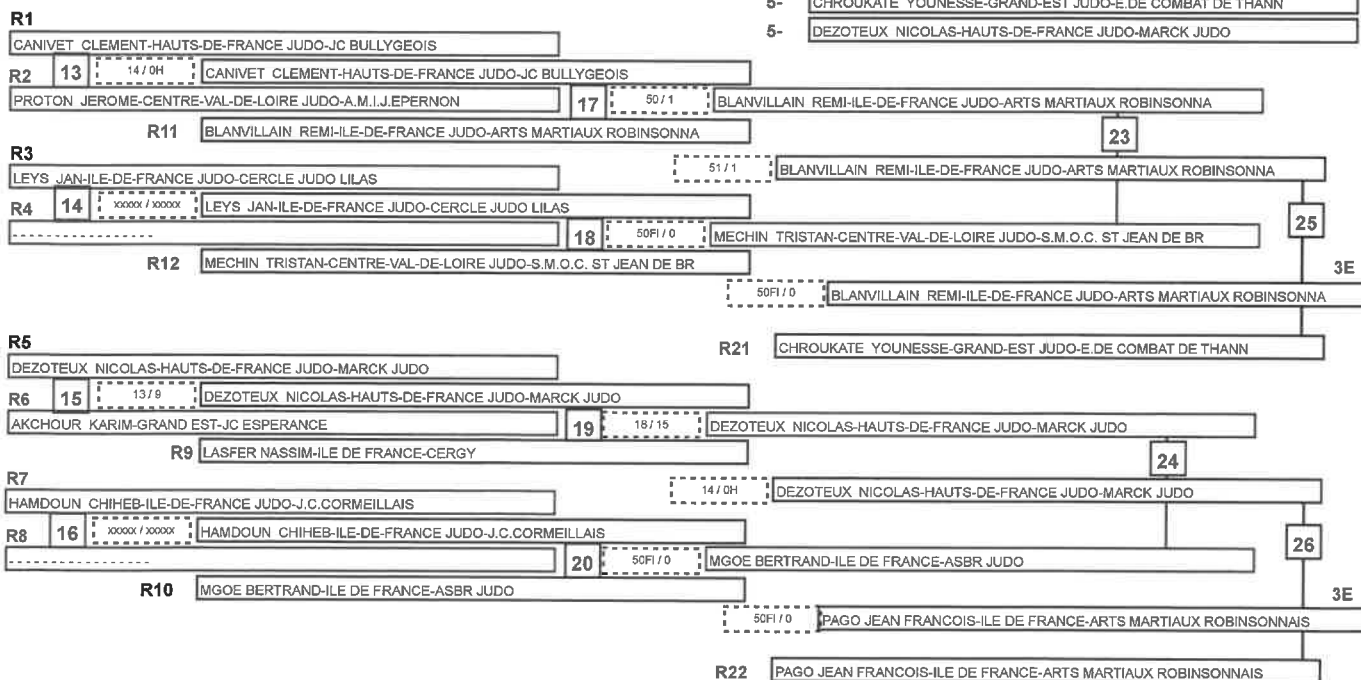 5- CHROUKATE YOUNESSE-GRAND-EST JUDO-E.DE COMBAT DE THANN
5- DEZOTEUX NICOLAS-HAUTS-DE-FRANCE JUDO-MARCK JUDO
R1
CANIVET CLEMENT-HAUTS-DE-FRANCE JUDO-JC BULLYGEOIS
R2 13 14 / 0H CANIVET CLEMENT-HAUTS-DE-FRANCE JUDO-JC BULLYGEOIS
PROTON JEROME-CENTRE-VAL-DE-LOIRE JUDO-A.M.I.J.EPERNON 17 50 / 1 BLANVILLAIN REMI-ILE-DE-FRANCE JUDO-ARTS MARTIAUX ROBINSONNA
R11 BLANVILLAIN REMI-ILE-DE-FRANCE JUDO-ARTS MARTIAUX ROBINSONNA 23
R3
51 / 1 BLANVILLAIN REMI-ILE-DE-FRANCE JUDO-ARTS MARTIAUX ROBINSONNA
LEYS JAN-ILE-DE-FRANCE JUDO-CERCLE JUDO LILAS
R4 14 xxxxx / xxxxx LEYS JAN-ILE-DE-FRANCE JUDO-CERCLE JUDO LILAS 25
- - - - - - - - - - - - - - - - - 18 50FI / 0 MECHIN TRISTAN-CENTRE-VAL-DE-LOIRE JUDO-S.M.O.C. ST JEAN DE BR
R12 MECHIN TRISTAN-CENTRE-VAL-DE-LOIRE JUDO-S.M.O.C. ST JEAN DE BR 3E
50FI / 0 BLANVILLAIN REMI-ILE-DE-FRANCE JUDO-ARTS MARTIAUX ROBINSONNA
R5
R21 CHROUKATE YOUNESSE-GRAND-EST JUDO-E.DE COMBAT DE THANN
DEZOTEUX NICOLAS-HAUTS-DE-FRANCE JUDO-MARCK JUDO
R6 15 13 / 9 DEZOTEUX NICOLAS-HAUTS-DE-FRANCE JUDO-MARCK JUDO
AKCHOUR KARIM-GRAND EST-JC ESPERANCE 19 18 / 15 DEZOTEUX NICOLAS-HAUTS-DE-FRANCE JUDO-MARCK JUDO
R9 LASFER NASSIM-ILE DE FRANCE-CERGY 24
R7
14 / 0H DEZOTEUX NICOLAS-HAUTS-DE-FRANCE JUDO-MARCK JUDO
HAMDOUN CHIHEB-ILE-DE-FRANCE JUDO-J.C.CORMEILLAIS
R8 16 xxxxx / xxxxx HAMDOUN CHIHEB-ILE-DE-FRANCE JUDO-J.C.CORMEILLAIS 26
- - - - - - - - - - - - - - - - - 20 50FI / 0 MGOE BERTRAND-ILE DE FRANCE-ASBR JUDO
R10 MGOE BERTRAND-ILE DE FRANCE-ASBR JUDO 3E
50FI / 0 PAGO JEAN FRANCOIS-ILE DE FRANCE-ARTS MARTIAUX ROBINSONNAIS
R22 PAGO JEAN FRANCOIS-ILE DE FRANCE-ARTS MARTIAUX ROBINSONNAIS